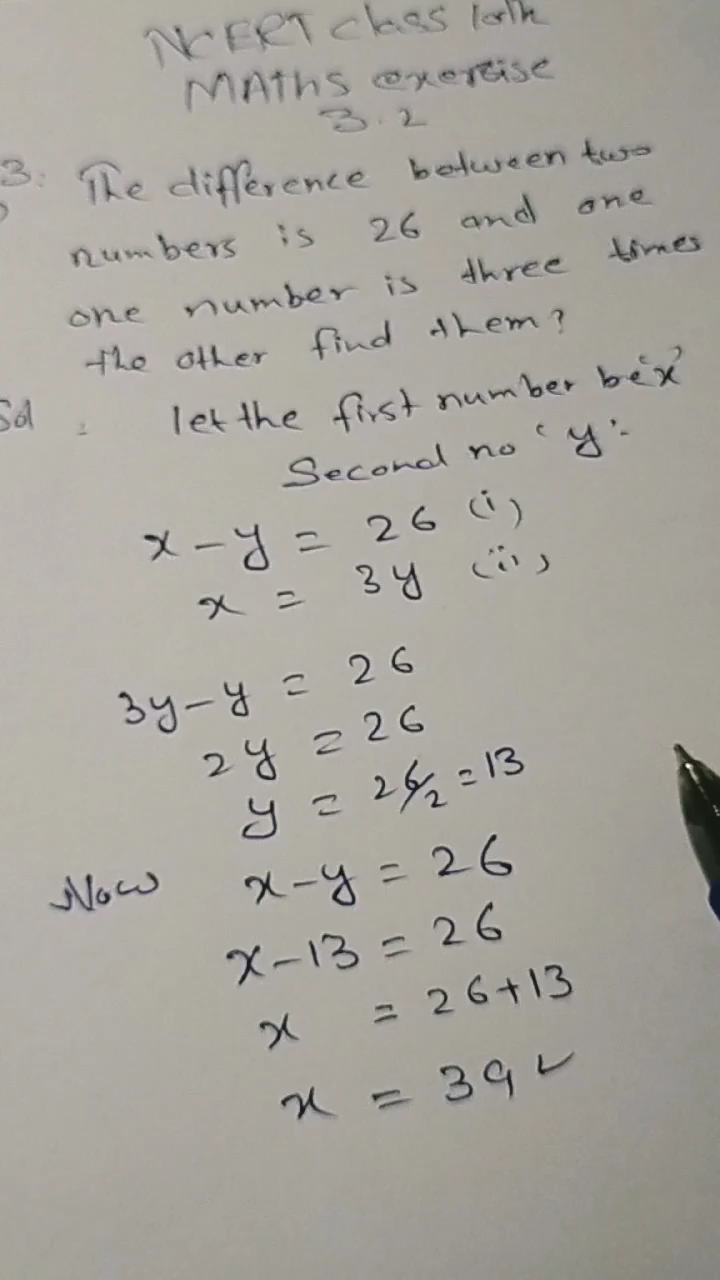 NCERT class 10th
MATHS exercise
3.2
3: The difference between two
numbers is 26 and one
one number is three times
the other find them?
Sol : let the first number be 'x'
Second no 'y'.
x - y = 26 (i)
x = 3y (ii)
3y - y = 26
2y = 26
y = 26/2 = 13
Now x - y = 26
x - 13 = 26
x = 26 + 13
x = 39 ✓